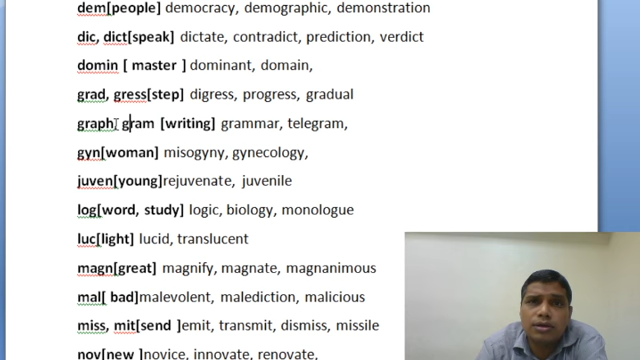 dem[people] democracy, demographic, demonstration
dic, dict[speak] dictate, contradict, prediction, verdict
domin [ master ] dominant, domain,
grad, gress[step] digress, progress, gradual
graph, gram [writing] grammar, telegram,
gyn[woman] misogyny, gynecology,
juven[young]rejuvenate, juvenile
log[word, study] logic, biology, monologue
luc[light] lucid, translucent
magn[great] magnify, magnate, magnanimous
mal[ bad]malevolent, malediction, malicious
miss, mit[send ]emit, transmit, dismiss, missile
nov[new ]novice, innovate, renovate,